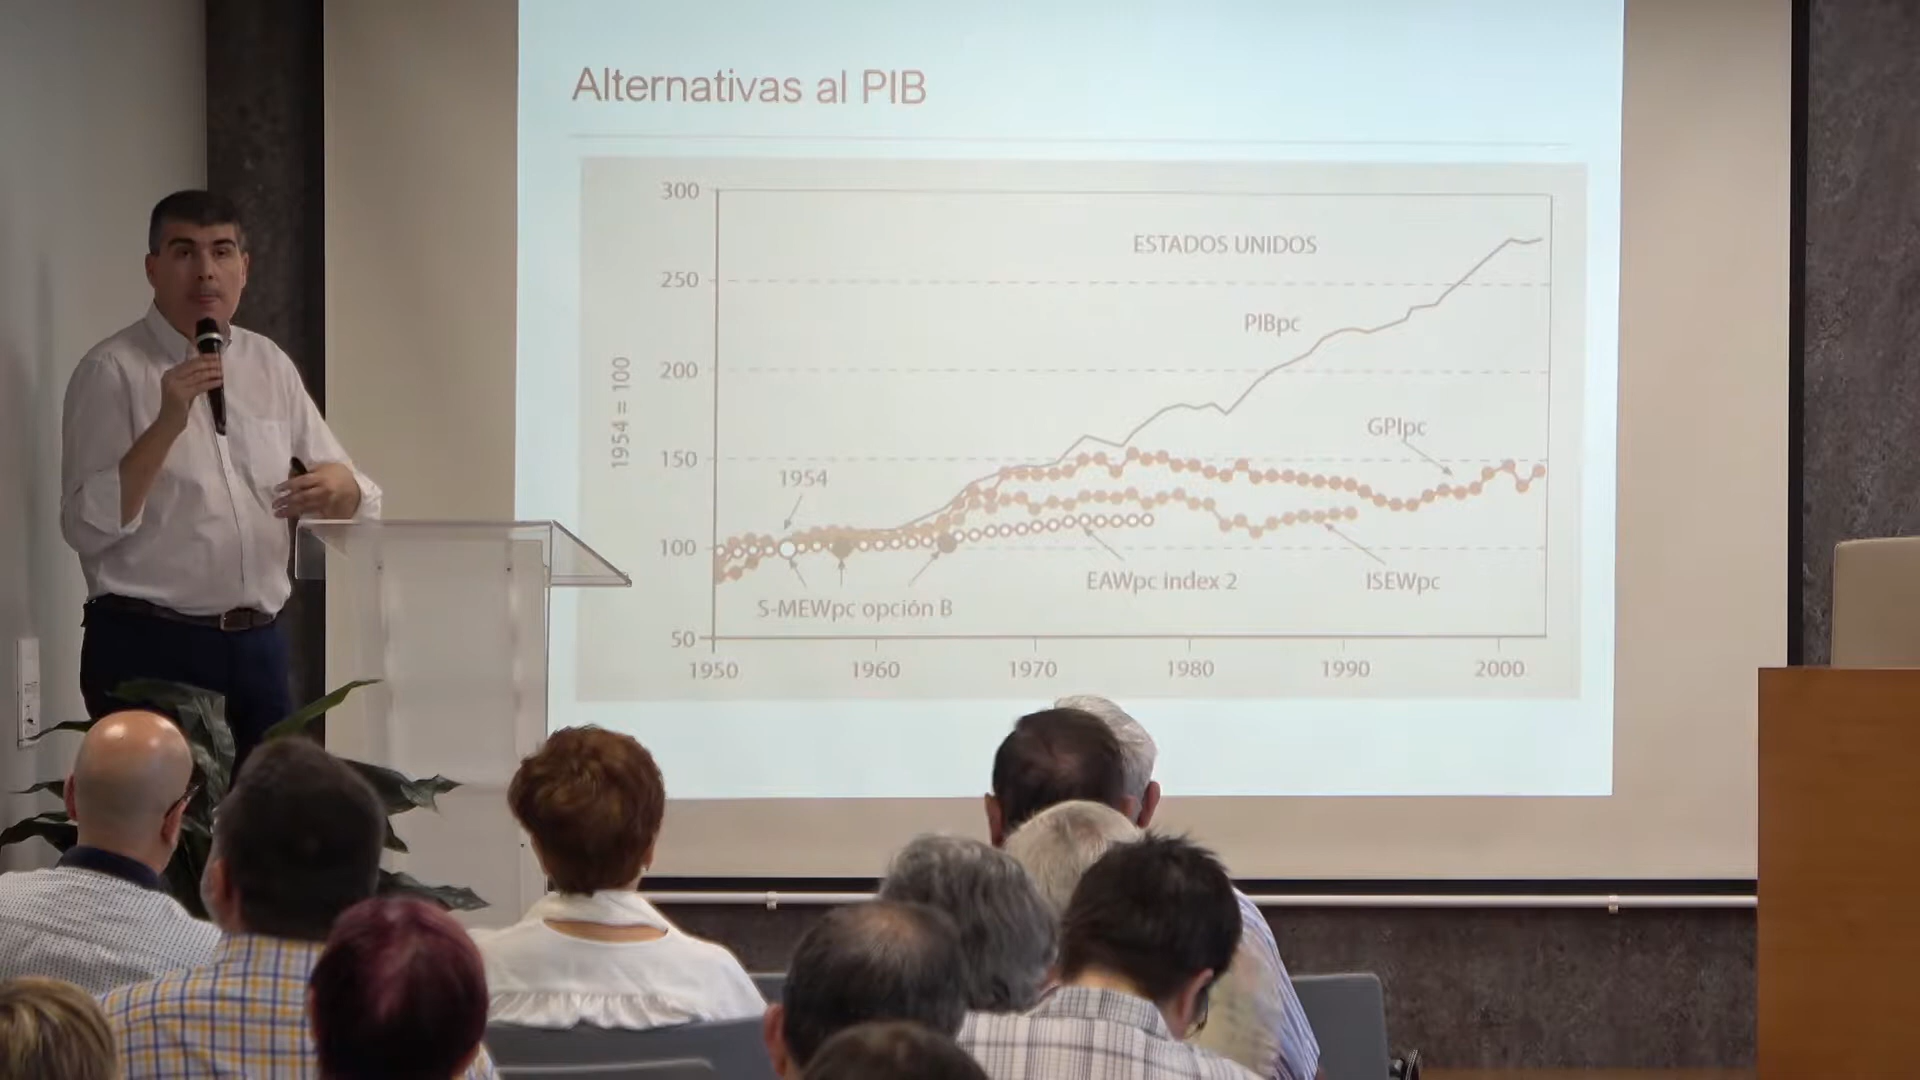 Alternativas al PIB
300
ESTADOS UNIDOS
250
PIBpc
200
1954 = 100
GPIpc
150
1954
100
EAWpc index 2
ISEWpc
S-MEWpc opción B
50
1950
1960
1970
1980
1990
2000